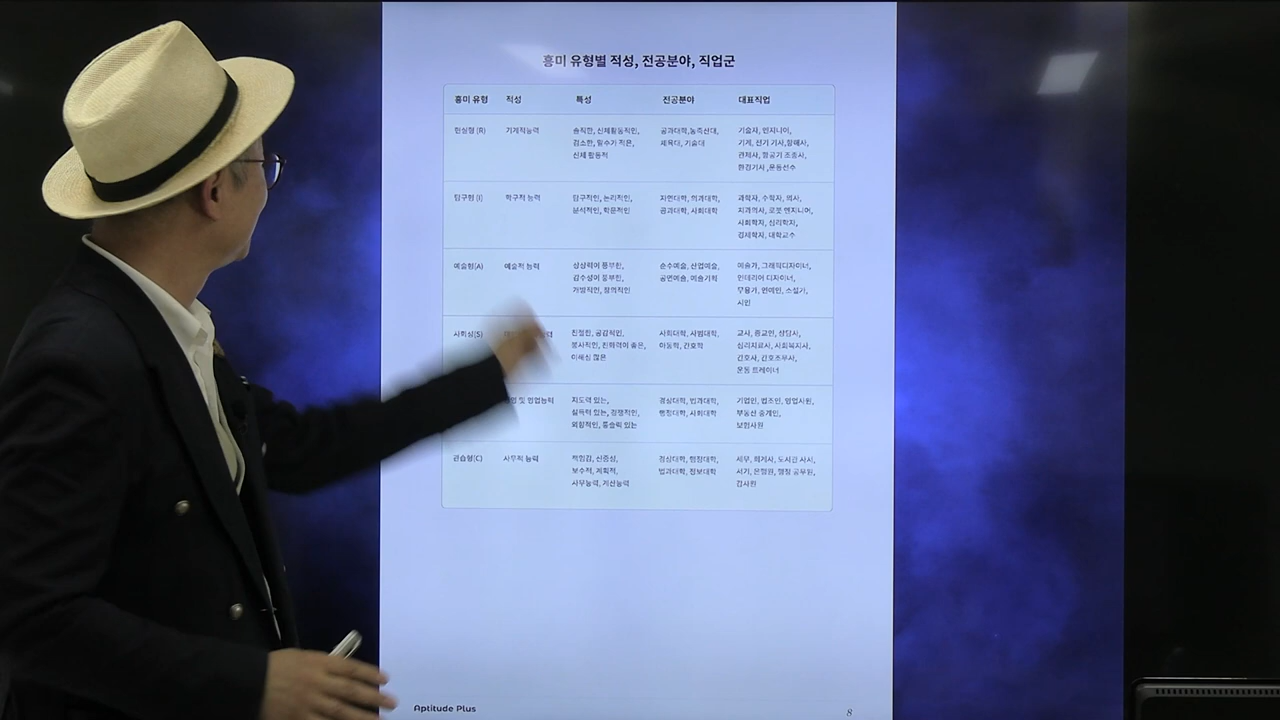 흥미 유형별 적성, 전공분야, 직업군
흥미 유형 적성 특성 전공분야 대표직업
현실형 (R) 기계적능력 솔직한, 신체활동적인, 공과대학,농축산대, 기술자, 엔지니어,
검소한, 말수가 적은, 체육대, 기술대 기계, 전기 기사,항해사,
신체 활동적 관제사, 항공기 조종사,
환경기사 ,운동선수
탐구형 (I) 학구적 능력 탐구적인, 논리적인, 자연대학, 의과대학, 과학자, 수학자, 의사,
분석적인, 학문적인 공과대학, 사회대학 치과의사, 로봇 엔지니어,
사회학자, 심리학자,
경제학자, 대학교수
예술형(A) 예술적 능력 상상력이 풍부한, 순수예술, 산업예술, 예술가, 그래픽디자이너,
감수성이 풍부한, 공연예술, 예술기획 인테리어 디자이너,
개방적인, 창의적인 무용가, 연예인, 소설가,
시인
사회성(S) 친절한, 공감적인, 사회대학, 사범대학, 교사, 종교인, 상담사,
봉사적인, 친화력이 좋은, 아동학, 간호학 심리치료사, 사회복지사,
이해심 많은 간호사, 간호조무사,
운동 트레이너
및 영업능력 지도력 있는, 경상대학, 법과대학, 기업인, 법조인, 영업사원,
설득력 있는, 경쟁적인, 행정대학, 사회대학 부동산 중계인,
외향적인, 통솔력 있는 보험사원
관습형(C) 사무적 능력 책임감, 신중성, 경상대학, 행정대학, 세무, 회계사, 도서관 사서,
보수적, 계획적, 법과대학, 정보대학 서기, 은행원, 행정 공무원,
사무능력, 계산능력 감사원
Aptitude Plus 8